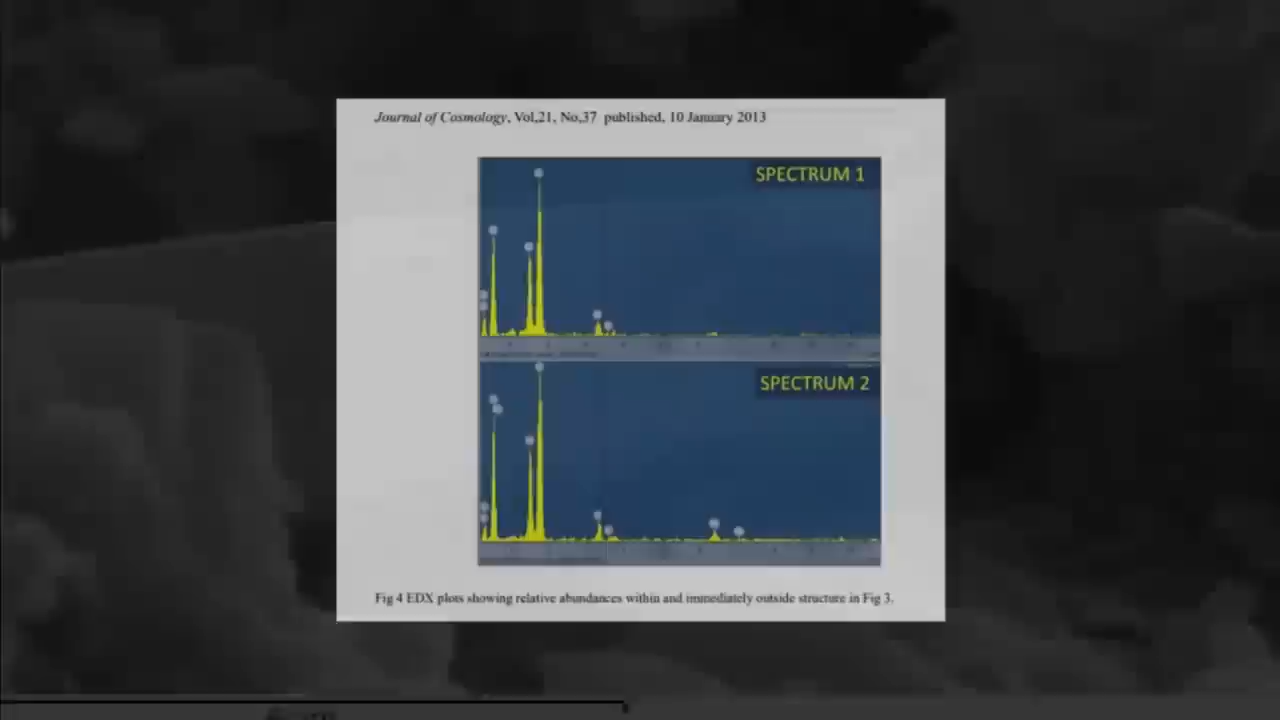 Journal of Cosmology, Vol,21, No,37 published, 10 January 2013
SPECTRUM 1
SPECTRUM 2
Fig 4 EDX plots showing relative abundances within and immediately outside structure in Fig 3.